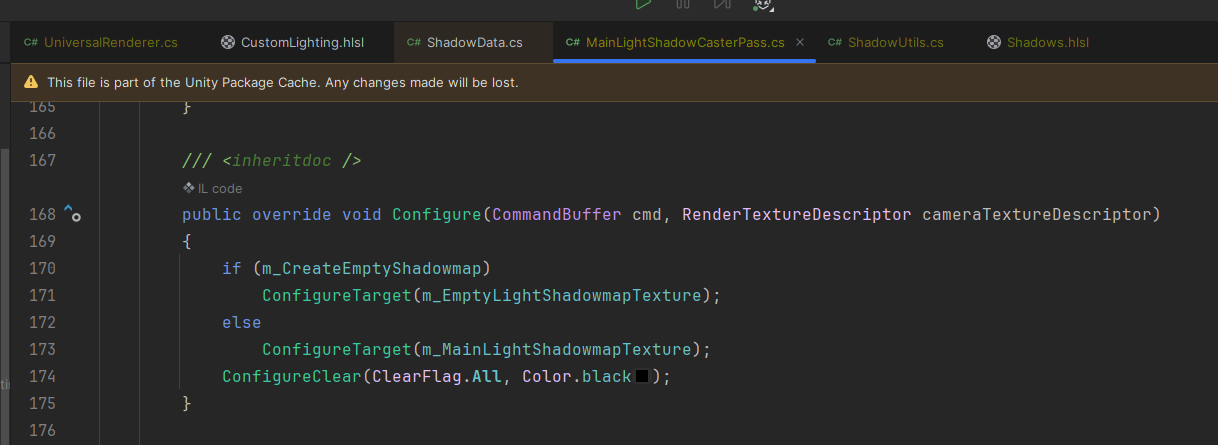 C# UniversalRenderer.cs CustomLighting.hlsl C# ShadowData.cs C# MainLightShadowCasterPass.cs × C# ShadowUtils.cs Shadows.hlsl
This file is part of the Unity Package Cache. Any changes made will be lost.
165 }
166
167 /// <inheritdoc />
IL code
168 public override void Configure(CommandBuffer cmd, RenderTextureDescriptor cameraTextureDescriptor)
169 {
170 if (m_CreateEmptyShadowmap)
171 ConfigureTarget(m_EmptyLightShadowmapTexture);
172 else
173 ConfigureTarget(m_MainLightShadowmapTexture);
174 ConfigureClear(ClearFlag.All, Color.black);
175 }
176